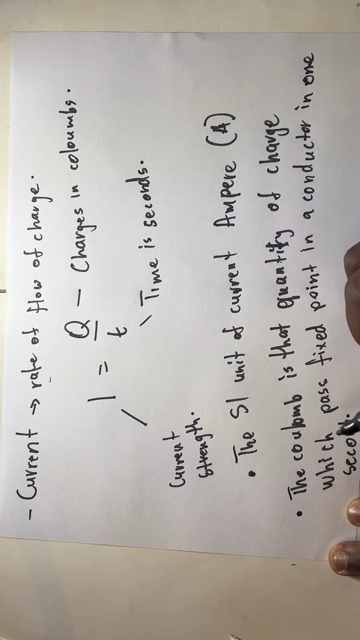 - Current → rate of flow of charge.
I = Q/t - Charges in coloumbs.
\ Time is seconds.
/ Current strength.
• The SI unit of current Ampere (A)
• The coulomb is that quantity of charge
which pass fixed point in a conductor in one
second.